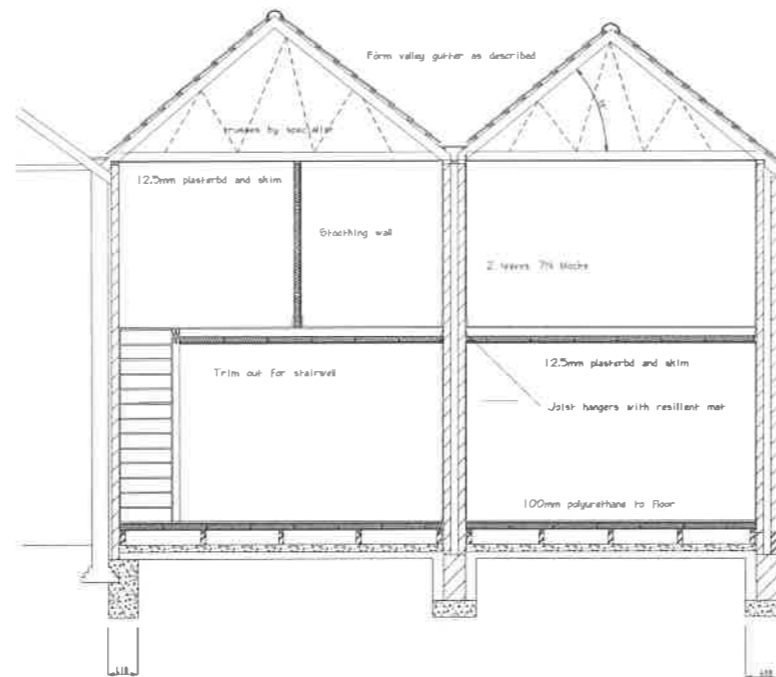 Form valley gutter as described
trusses by specialist
12.5mm plasterbd and skim
Stoothing wall
2 leaves 7N blocks
Trim out for stairwell
12.5mm plasterbd and skim
Joist hangers with resilient mat
100mm polyurethane to floor